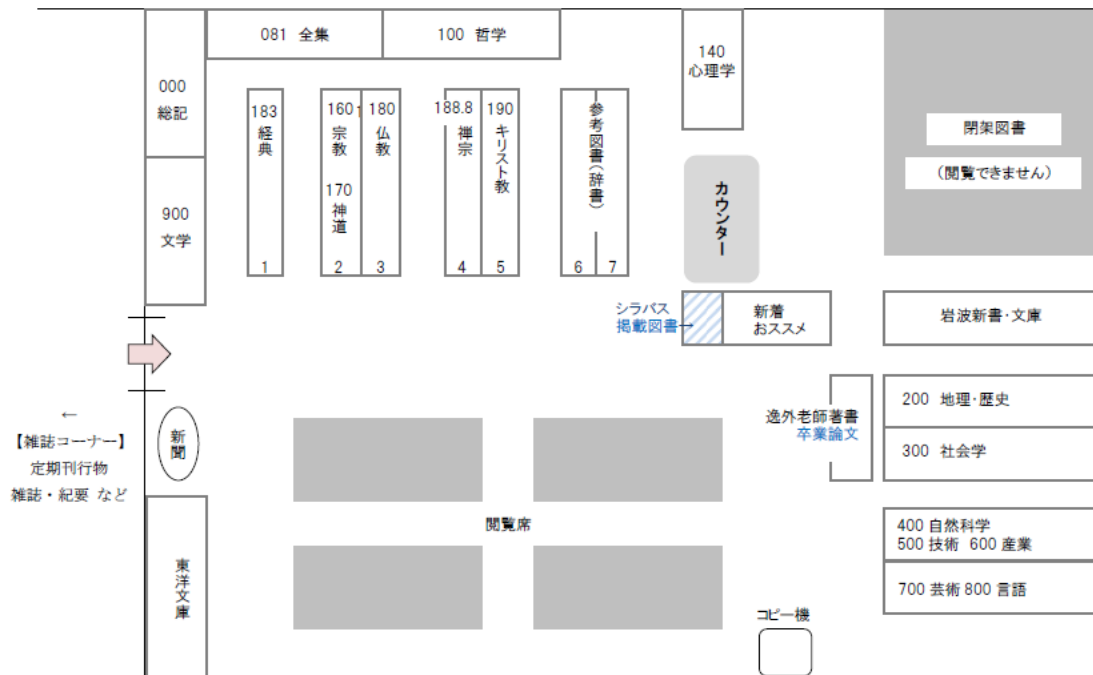 081 全集
100 哲学
140
心理学
000
総記
183
経典
160
宗教
170
神道
180
仏教
188.8
禅宗
190
キリスト教
参考図書(辞書)
1
2
3
4
5
6
7
カウンター
閉架図書
(閲覧できません)
900
文学
シラバス
掲載図書→
新着
おススメ
岩波新書・文庫
←
【雑誌コーナー】
定期刊行物
雑誌・紀要 など
新聞
逸外老師著書
卒業論文
200 地理・歴史
300 社会学
閲覧席
400 自然科学
500 技術 600 産業
700 芸術 800 言語
東洋文庫
コピー機